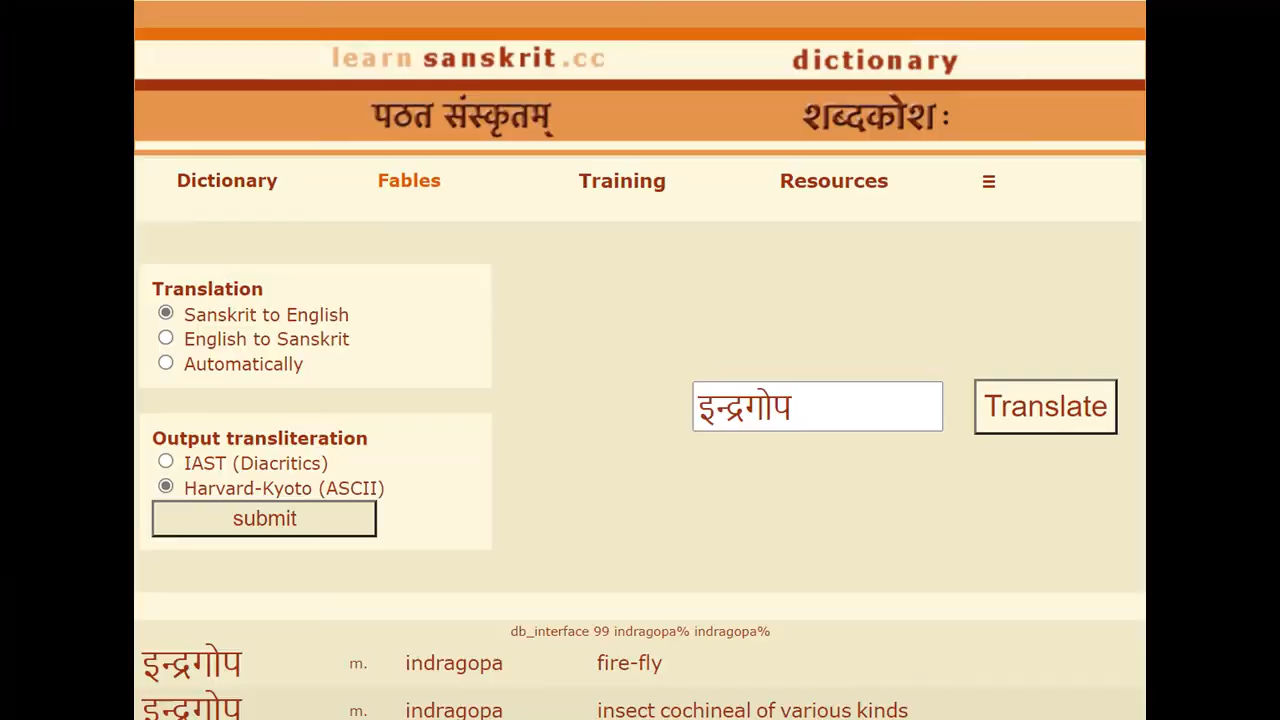 learn sanskrit.cc dictionary
पठत संस्कृतम् शब्दकोशः
Dictionary Fables Training Resources ≡
Translation
Sanskrit to English
English to Sanskrit
Automatically
इन्द्रगोप Translate
Output transliteration
IAST (Diacritics)
Harvard-Kyoto (ASCII)
submit
db_interface 99 indragopa% indragopa%
इन्द्रगोप m. indragopa fire-fly
इन्द्रगोप m. indragopa insect cochineal of various kinds